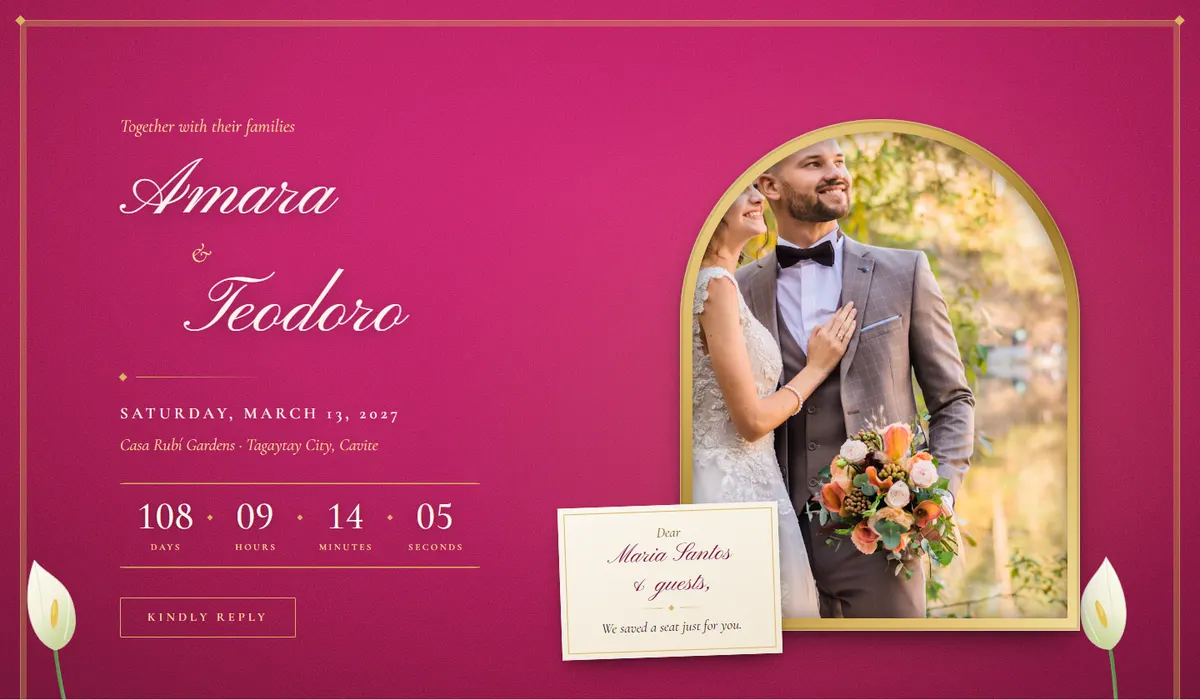 Together with their families
Amara
&
Teodoro
SATURDAY, MARCH 13, 2027
Casa Rubí Gardens · Tagaytay City, Cavite
108 09 14 05
DAYS HOURS MINUTES SECONDS
KINDLY REPLY
Dear
Maria Santos
& guests,
We saved a seat just for you.